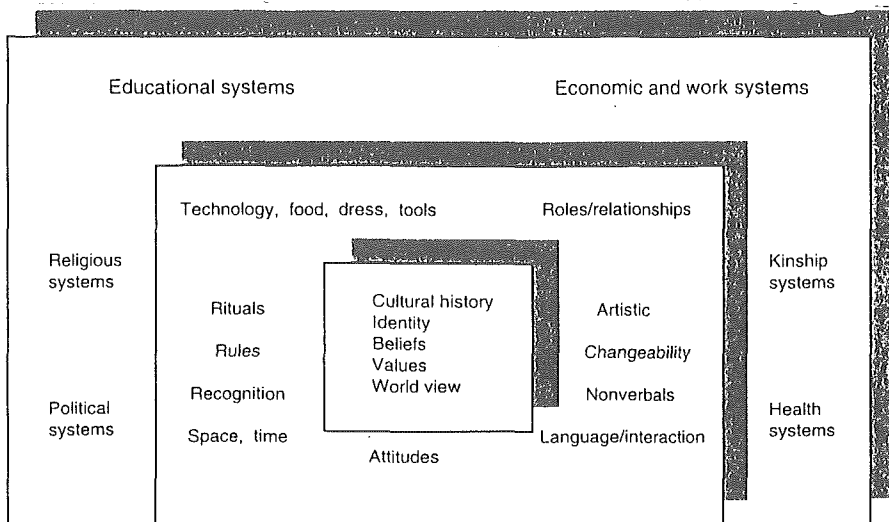 Educational systems
Economic and work systems
Technology, food, dress, tools
Roles/relationships
Religious
systems
Kinship
systems
Cultural history
Identity
Beliefs
Values
World view
Rituals
Rules
Recognition
Space, time
Artistic
Changeability
Nonverbals
Language/interaction
Political
systems
Health
systems
Attitudes